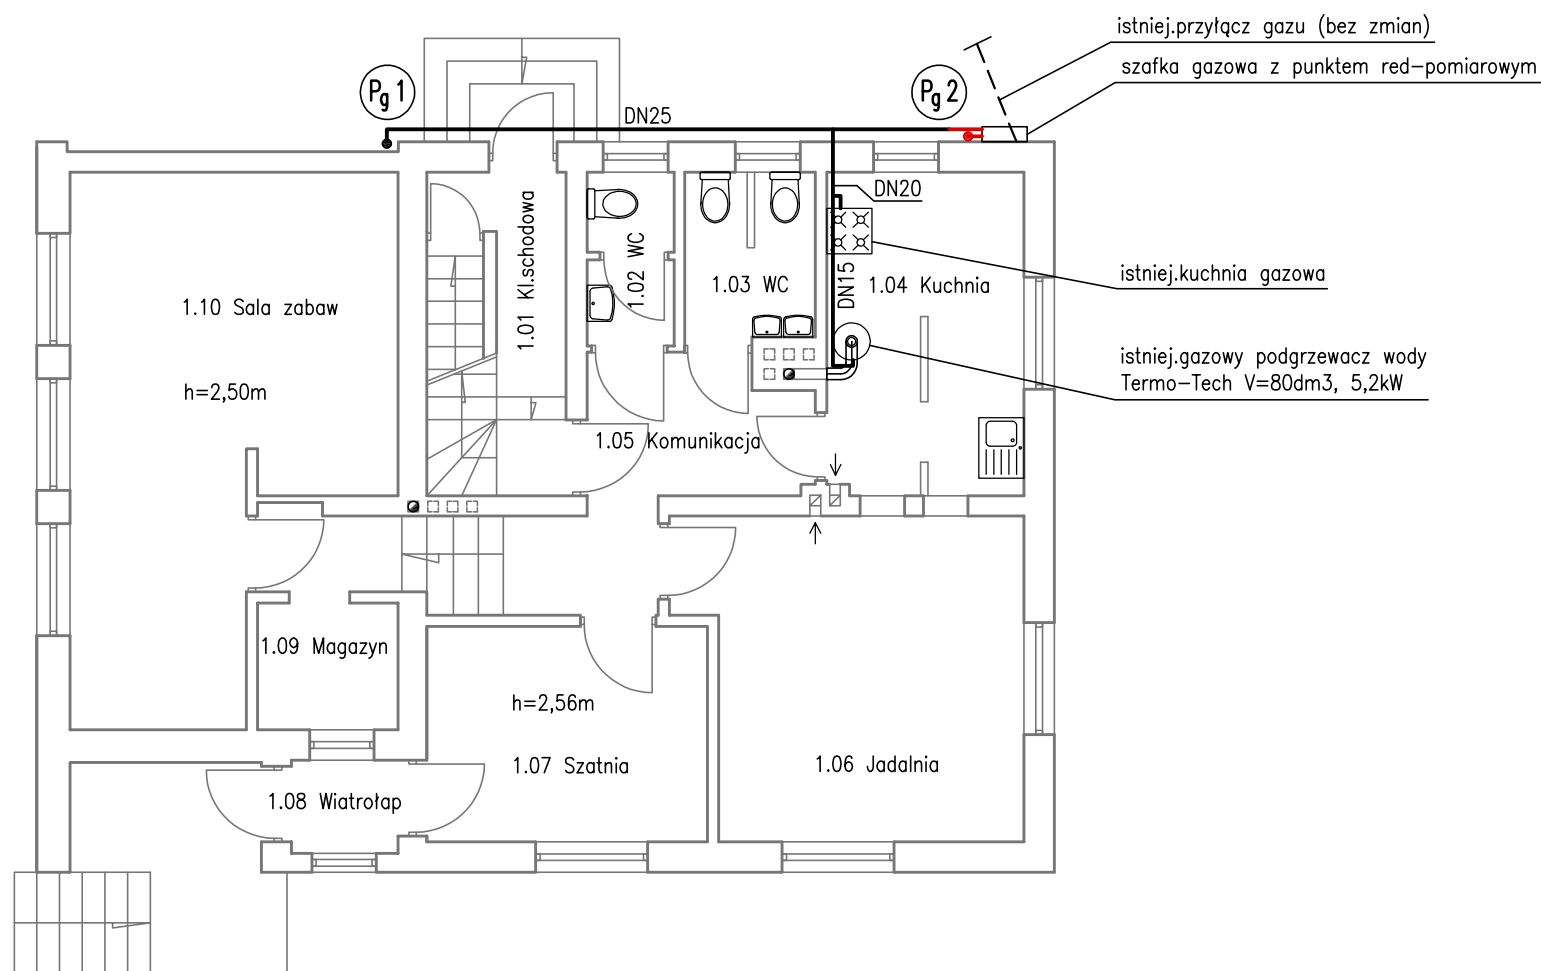 istniej.przyłącz gazu (bez zmian)
szafka gazowa z punktem red-pomiarowym
Pg 1
Pg 2
DN25
DN20
istniej.kuchnia gazowa
DN15
1.01 Kl.schodowa
1.02 WC
1.03 WC
1.04 Kuchnia
1.10 Sala zabaw
h=2,50m
istniej.gazowy podgrzewacz wody
Termo-Tech V=80dm3, 5,2kW
1.05 Komunikacja
1.09 Magazyn
h=2,56m
1.07 Szatnia
1.06 Jadalnia
1.08 Wiatrołap